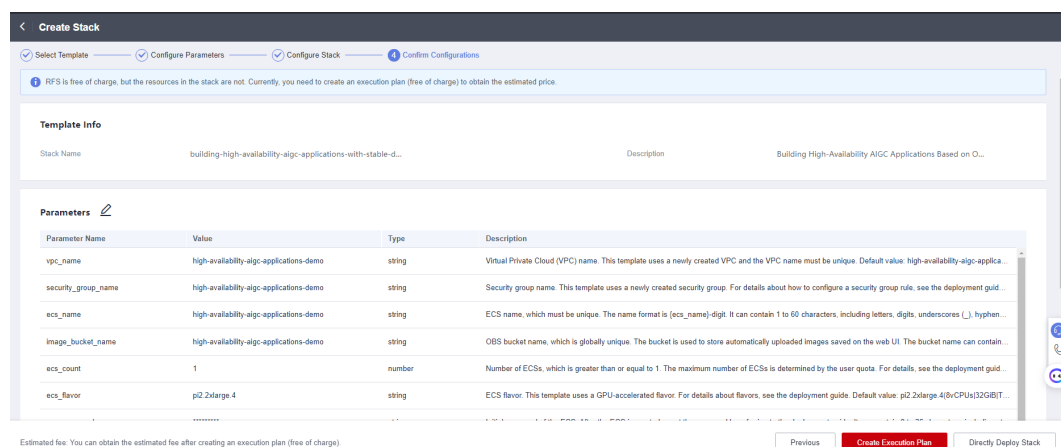 Create Stack
Select Template
Configure Parameters
Configure Stack
4 Confirm Configurations
RFS is free of charge, but the resources in the stack are not. Currently, you need to create an execution plan (free of charge) to obtain the estimated price.
Template Info
Stack Name building-high-availability-aigc-applications-with-stable-d... Description Building High-Availability AIGC Applications Based on O...
Parameters
Parameter Name Value Type Description
vpc_name high-availability-aigc-applications-demo string Virtual Private Cloud (VPC) name. This template uses a newly created VPC and the VPC name must be unique. Default value: high-availability-aigc-applica...
security_group_name high-availability-aigc-applications-demo string Security group name. This template uses a newly created security group. For details about how to configure a security group rule, see the deployment guid...
ecs_name high-availability-aigc-applications-demo string ECS name, which must be unique. The name format is {ecs_name}-digit. It can contain 1 to 60 characters, including letters, digits, underscores (_), hyphen...
image_bucket_name high-availability-aigc-applications-demo string OBS bucket name, which is globally unique. The bucket is used to store automatically uploaded images saved on the web UI. The bucket name can contain...
ecs_count 1 number Number of ECSs, which is greater than or equal to 1. The maximum number of ECSs is determined by the user quota. For details, see the deployment guid...
ecs_flavor pi2.2xlarge.4 string ECS flavor. This template uses a GPU-accelerated flavor. For details about flavors, see the deployment guide. Default value: pi2.2xlarge.4(8vCPUs|32GiB|T...
Estimated fee: You can obtain the estimated fee after creating an execution plan (free of charge).
Previous
Create Execution Plan
Directly Deploy Stack